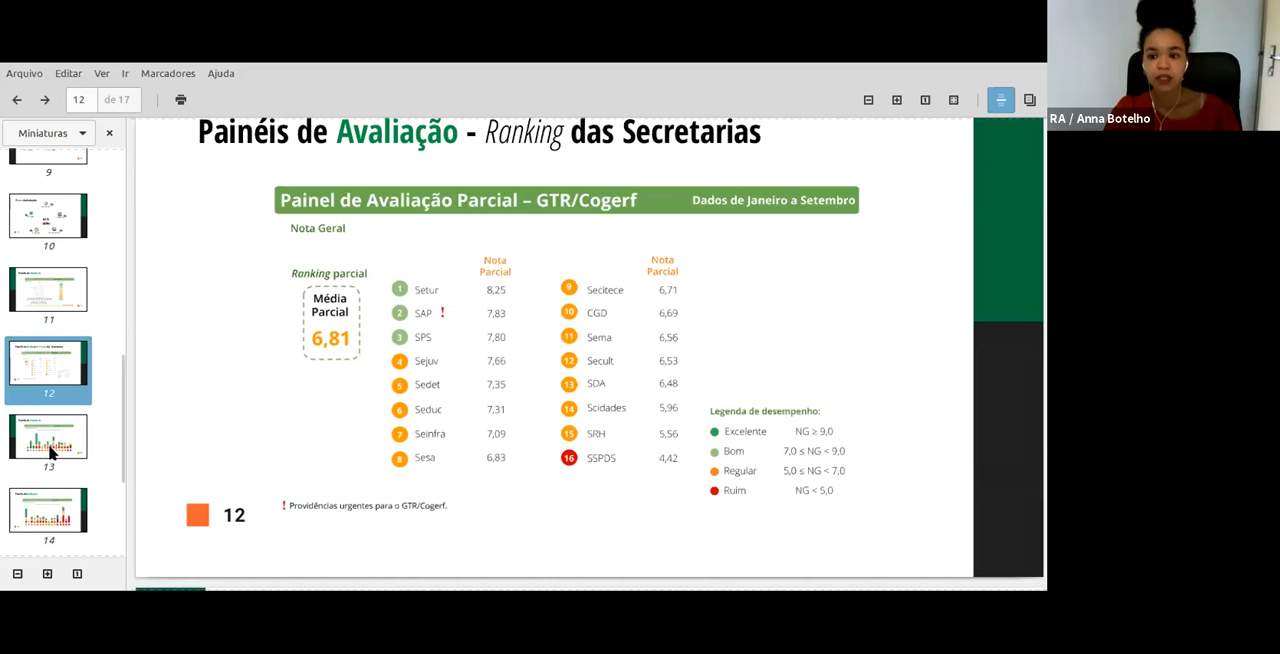 Arquivo Editar Ver Ir Marcadores Ajuda
12 de 17
Miniaturas
9
10
11
12
13
14
Painéis de Avaliação - Ranking das Secretarias
Painel de Avaliação Parcial – GTR/Cogerf Dados de Janeiro a Setembro
Nota Geral
Ranking parcial
Média
Parcial
6,81
Nota
Parcial
1 Setur 8,25
2 SAP ! 7,83
3 SPS 7,80
4 Sejuv 7,66
5 Sedet 7,35
6 Seduc 7,31
7 Seinfra 7,09
8 Sesa 6,83
Nota
Parcial
9 Secitece 6,71
10 CGD 6,69
11 Sema 6,56
12 Secult 6,53
13 SDA 6,48
14 Scidades 5,96
15 SRH 5,56
16 SSPDS 4,42
Legenda de desempenho:
Excelente NG ≥ 9,0
Bom 7,0 ≤ NG < 9,0
Regular 5,0 ≤ NG < 7,0
Ruim NG < 5,0
! Providências urgentes para o GTR/Cogerf.
12
RA / Anna Botelho